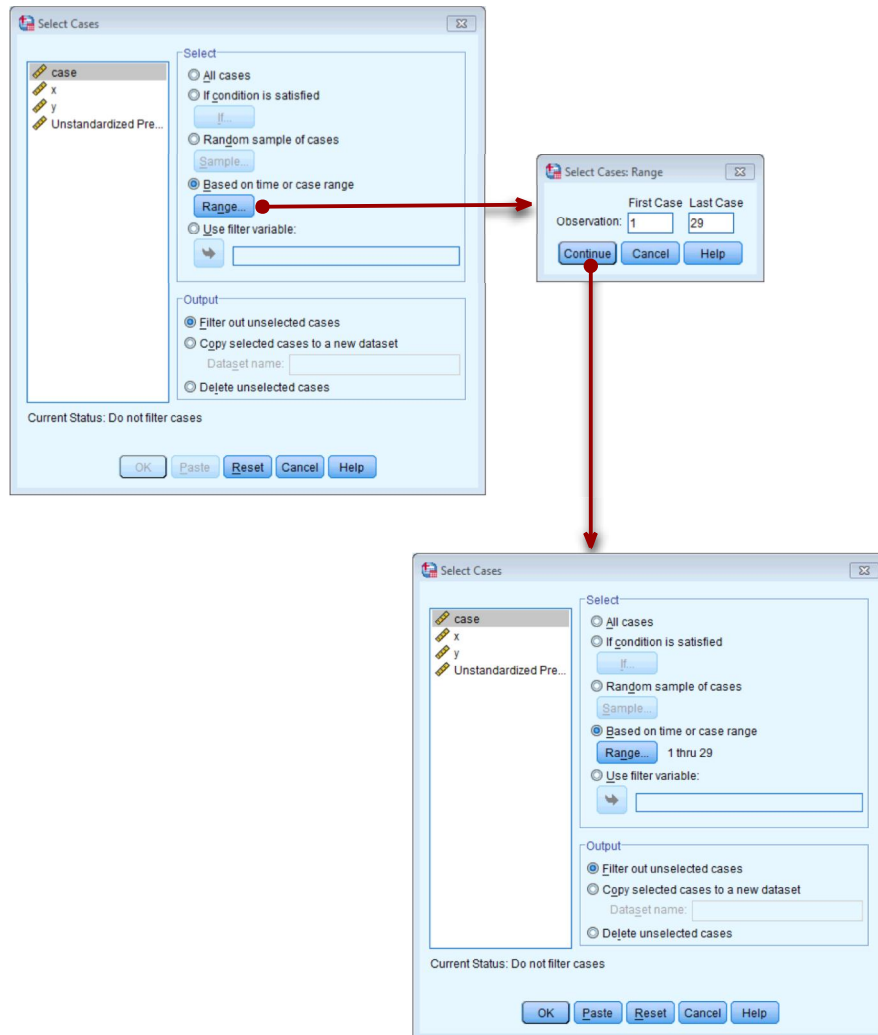 Select Cases
case
x
y
Unstandardized Pre...
Select
All cases
If condition is satisfied
If...
Random sample of cases
Sample...
Based on time or case range
Range...
Use filter variable:
Output
Filter out unselected cases
Copy selected cases to a new dataset
Dataset name:
Delete unselected cases
Current Status: Do not filter cases
OK Paste Reset Cancel Help
Select Cases: Range
First Case Last Case
Observation: 1 29
Continue Cancel Help
Select Cases
case
x
y
Unstandardized Pre...
Select
All cases
If condition is satisfied
If...
Random sample of cases
Sample...
Based on time or case range
Range... 1 thru 29
Use filter variable:
Output
Filter out unselected cases
Copy selected cases to a new dataset
Dataset name:
Delete unselected cases
Current Status: Do not filter cases
OK Paste Reset Cancel Help